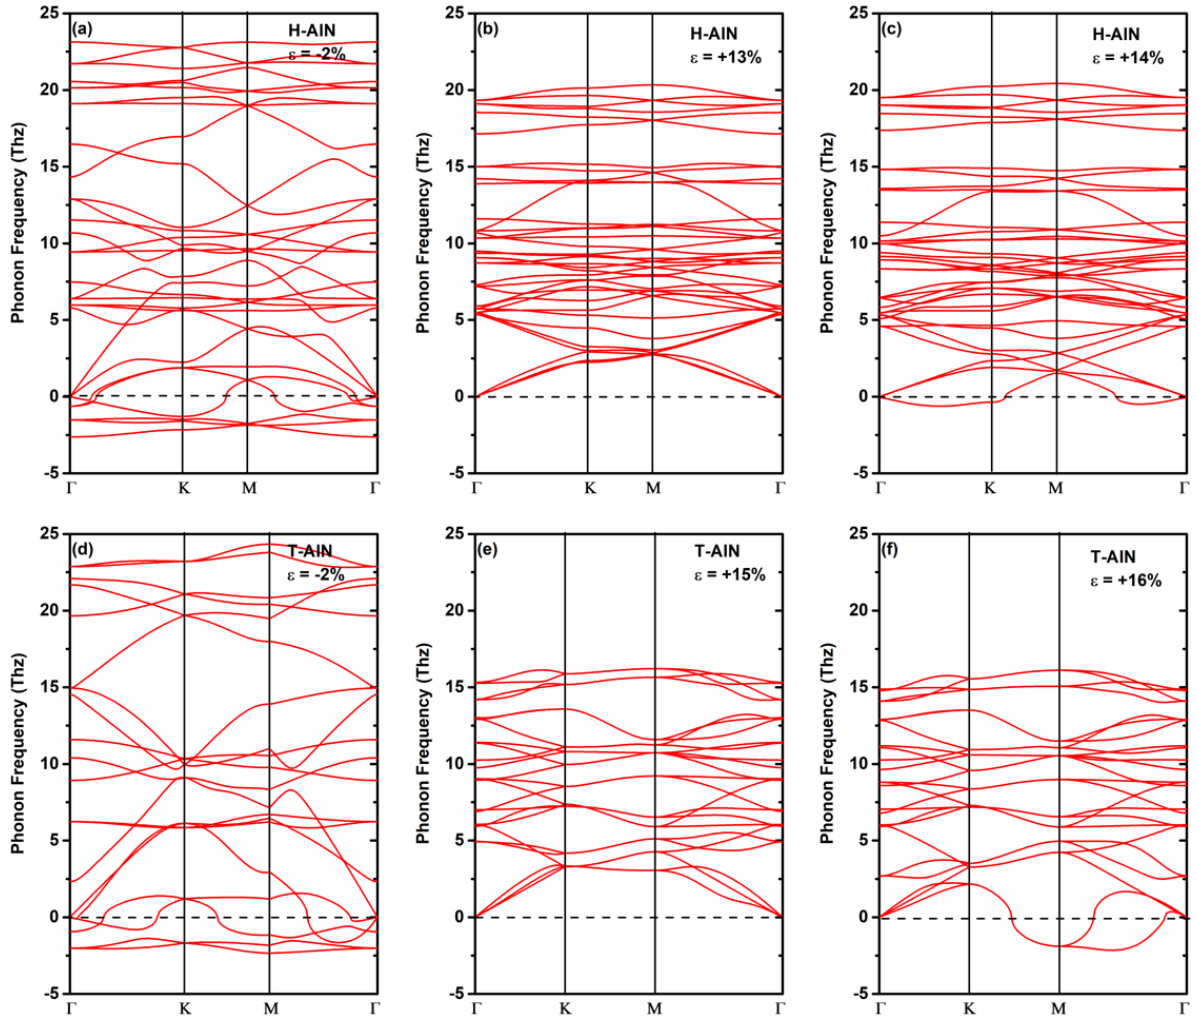 (a)
H-AlN
ε = -2%
25
20
15
10
5
0
-5
Phonon Frequency (Thz)
Γ K M Γ
(b)
H-AlN
ε = +13%
25
20
15
10
5
0
-5
Phonon Frequency (Thz)
Γ K M Γ
(c)
H-AlN
ε = +14%
25
20
15
10
5
0
-5
Phonon Frequency (Thz)
Γ K M Γ
(d)
T-AlN
ε = -2%
25
20
15
10
5
0
-5
Phonon Frequency (Thz)
Γ K M Γ
(e)
T-AlN
ε = +15%
25
20
15
10
5
0
-5
Phonon Frequency (Thz)
Γ K M Γ
(f)
T-AlN
ε = +16%
25
20
15
10
5
0
-5
Phonon Frequency (Thz)
Γ K M Γ